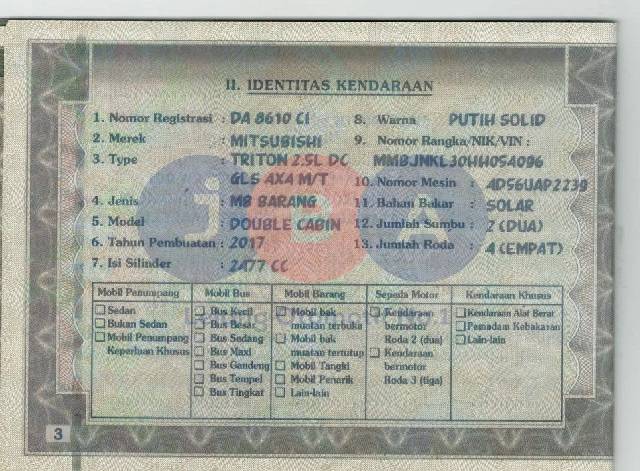 II. IDENTITAS KENDARAAN
1. Nomor Registrasi : DA 8610 CI
2. Merek : MITSUBISHI
3. Type : TRITON 2.5L DC
GLS 4X4 M/T
4. Jenis : MB BARANG
5. Model : DOUBLE CABIN
6. Tahun Pembuatan : 2017
7. Isi Silinder : 2477 CC
8. Warna PUTIH SOLID
9. Nomor Rangka/NIK/VIN :
MMBJNKL30HH054086
10. Nomor Mesin : 4D56UAP2239
11. Bahan Bakar : SOLAR
12. Jumlah Sumbu : 2 (DUA)
13. Jumlah Roda : 4 (EMPAT)
Mobil Penumpang
Sedan
Bukan Sedan
Mobil Penumpang
Keperluan Khusus
Mobil Bus
Bus Kecil
Bus Besar
Bus Sedang
Bus Maxi
Bus Gandeng
Bus Tempel
Bus Tingkat
Mobil Barang
Mobil bak
muatan terbuka
Mobil bak
muatan tertutup
Mobil Tangki
Mobil Penarik
Lain-lain
Sepeda Motor
Kendaraan
bermotor
Roda 2 (dua)
Kendaraan
bermotor
Roda 3 (tiga)
Kendaraan Khusus
Kendaraan Alat Berat
Pemadam Kebakaran
Lain-lain
3